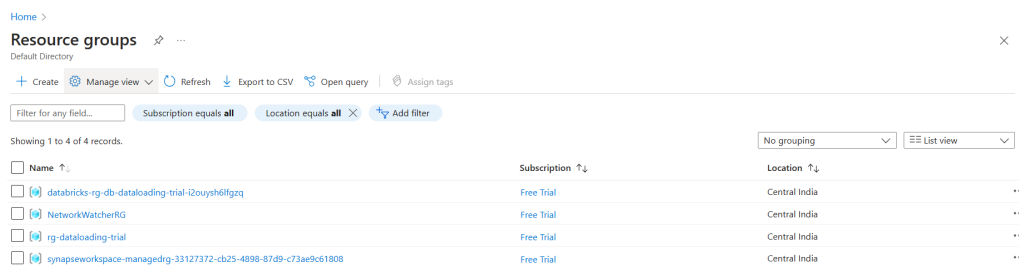 Home >
Resource groups ...
Default Directory
Create Manage view Refresh Export to CSV Open query Assign tags
Filter for any field... Subscription equals all Location equals all Add filter
Showing 1 to 4 of 4 records. No grouping List view
Name Subscription Location
databricks-rg-db-dataloading-trial-i2ouysh6lfgzq Free Trial Central India
NetworkWatcherRG Free Trial Central India
rg-dataloading-trial Free Trial Central India
synapseworkspace-managedrg-33127372-cb25-4898-87d9-c73ae9c61808 Free Trial Central India